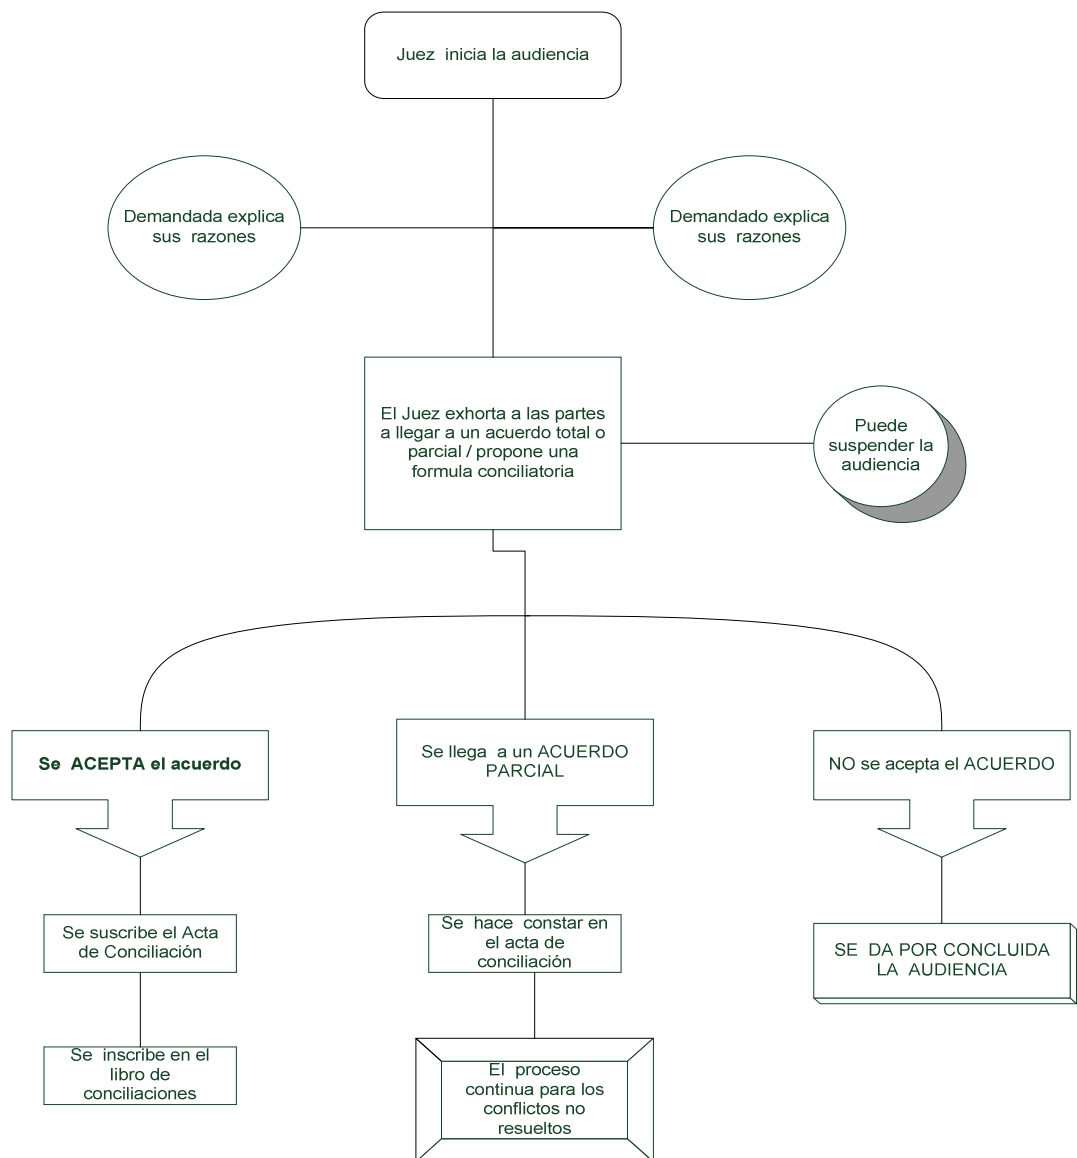 Juez inicia la audiencia
Demandada explica
sus razones
Demandado explica
sus razones
El Juez exhorta a las partes
a llegar a un acuerdo total o
parcial / propone una
formula conciliatoria
Puede
suspender la
audiencia
Se ACEPTA el acuerdo
Se llega a un ACUERDO
PARCIAL
NO se acepta el ACUERDO
Se suscribe el Acta
de Conciliación
Se hace constar en
el acta de
conciliación
SE DA POR CONCLUIDA
LA AUDIENCIA
Se inscribe en el
libro de
conciliaciones
El proceso
continua para los
conflictos no
resueltos